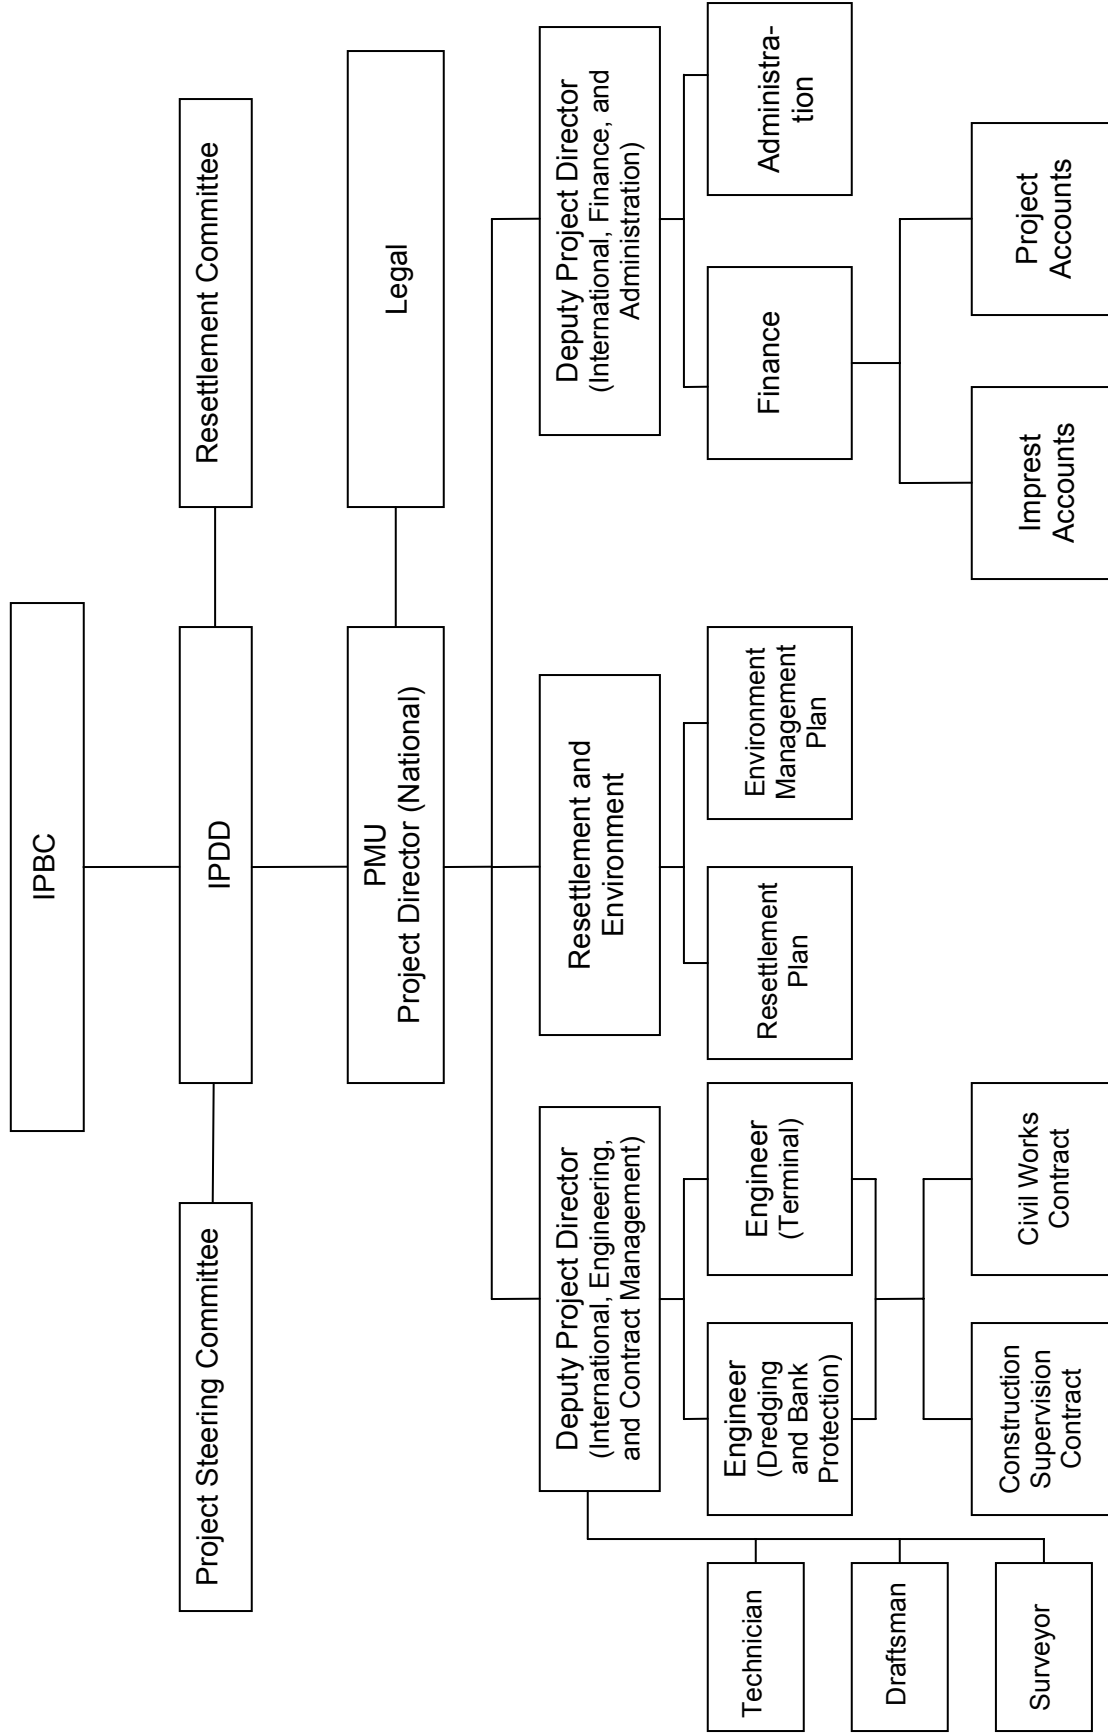 IPBC
Project Steering Committee
IPDD
Resettlement Committee
PMU
Project Director (National)
Legal
Deputy Project Director
(International, Engineering,
and Contract Management)
Resettlement and
Environment
Deputy Project Director
(International, Finance, and
Administration)
Technician
Draftsman
Surveyor
Engineer
(Dredging
and Bank
Protection)
Engineer
(Terminal)
Resettlement
Plan
Environment
Management
Plan
Finance
Administra-
tion
Construction
Supervision
Contract
Civil Works
Contract
Imprest
Accounts
Project
Accounts